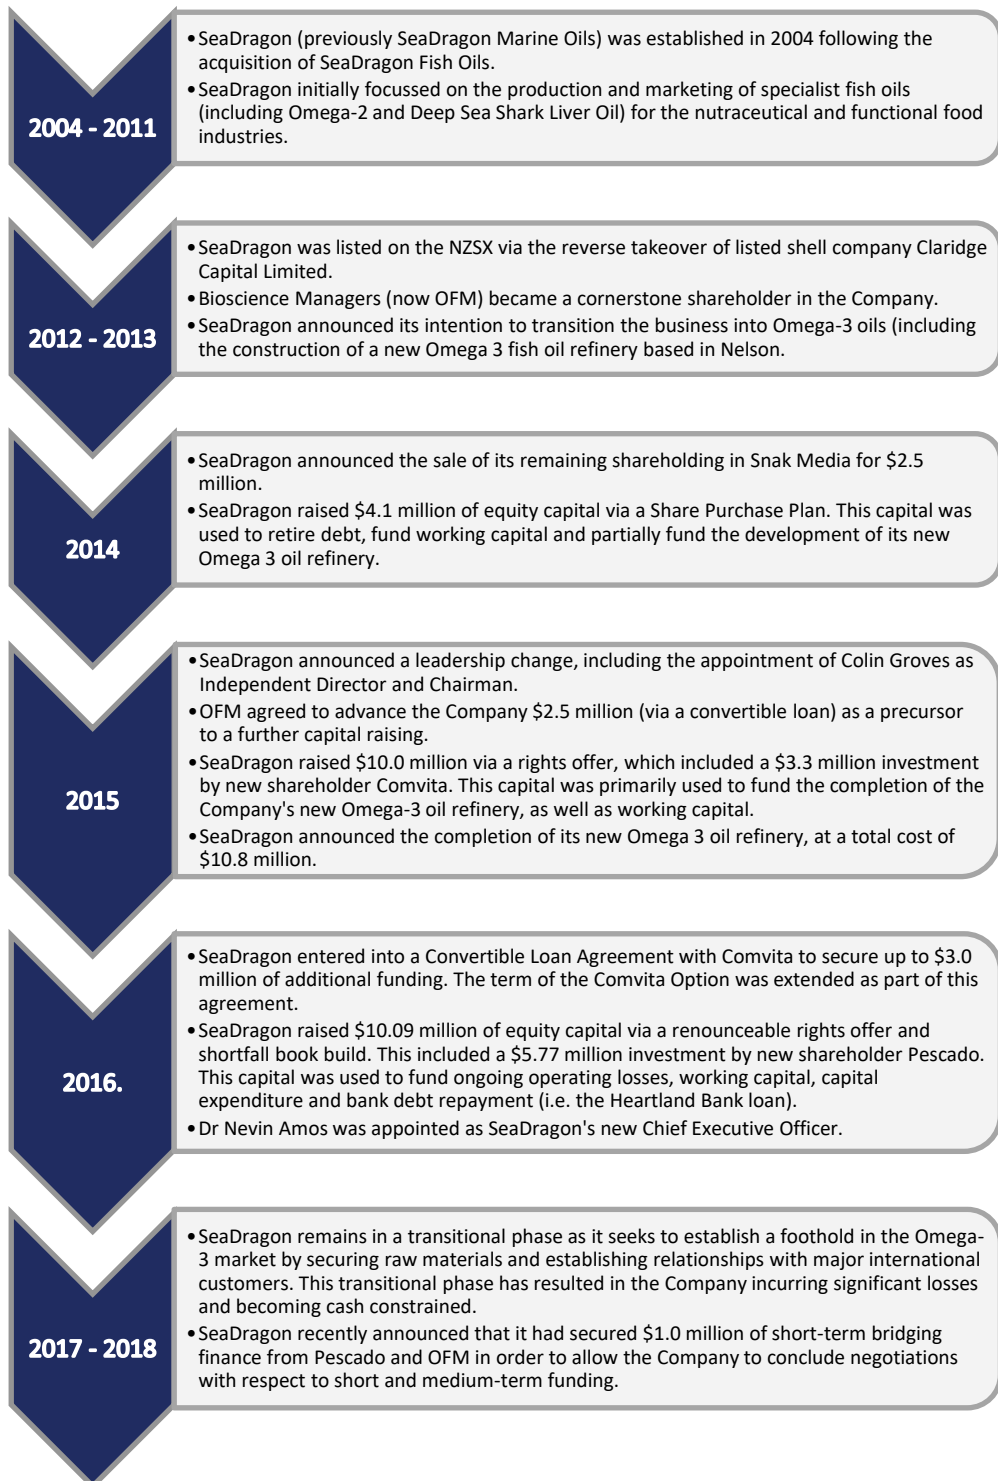 2004 - 2011
•SeaDragon (previously SeaDragon Marine Oils) was established in 2004 following the
acquisition of SeaDragon Fish Oils.
•SeaDragon initially focussed on the production and marketing of specialist fish oils
(including Omega-2 and Deep Sea Shark Liver Oil) for the nutraceutical and functional food
industries.
2012 - 2013
•SeaDragon was listed on the NZSX via the reverse takeover of listed shell company Claridge
Capital Limited.
•Bioscience Managers (now OFM) became a cornerstone shareholder in the Company.
•SeaDragon announced its intention to transition the business into Omega-3 oils (including
the construction of a new Omega 3 fish oil refinery based in Nelson.
2014
•SeaDragon announced the sale of its remaining shareholding in Snak Media for $2.5
million.
•SeaDragon raised $4.1 million of equity capital via a Share Purchase Plan. This capital was
used to retire debt, fund working capital and partially fund the development of its new
Omega 3 oil refinery.
2015
•SeaDragon announced a leadership change, including the appointment of Colin Groves as
Independent Director and Chairman.
•OFM agreed to advance the Company $2.5 million (via a convertible loan) as a precursor
to a further capital raising.
•SeaDragon raised $10.0 million via a rights offer, which included a $3.3 million investment
by new shareholder Comvita. This capital was primarily used to fund the completion of the
Company's new Omega-3 oil refinery, as well as working capital.
•SeaDragon announced the completion of its new Omega 3 oil refinery, at a total cost of
$10.8 million.
2016.
•SeaDragon entered into a Convertible Loan Agreement with Comvita to secure up to $3.0
million of additional funding. The term of the Comvita Option was extended as part of this
agreement.
•SeaDragon raised $10.09 million of equity capital via a renounceable rights offer and
shortfall book build. This included a $5.77 million investment by new shareholder Pescado.
This capital was used to fund ongoing operating losses, working capital, capital
expenditure and bank debt repayment (i.e. the Heartland Bank loan).
•Dr Nevin Amos was appointed as SeaDragon's new Chief Executive Officer.
2017 - 2018
•SeaDragon remains in a transitional phase as it seeks to establish a foothold in the Omega-
3 market by securing raw materials and establishing relationships with major international
customers. This transitional phase has resulted in the Company incurring significant losses
and becoming cash constrained.
•SeaDragon recently announced that it had secured $1.0 million of short-term bridging
finance from Pescado and OFM in order to allow the Company to conclude negotiations
with respect to short and medium-term funding.